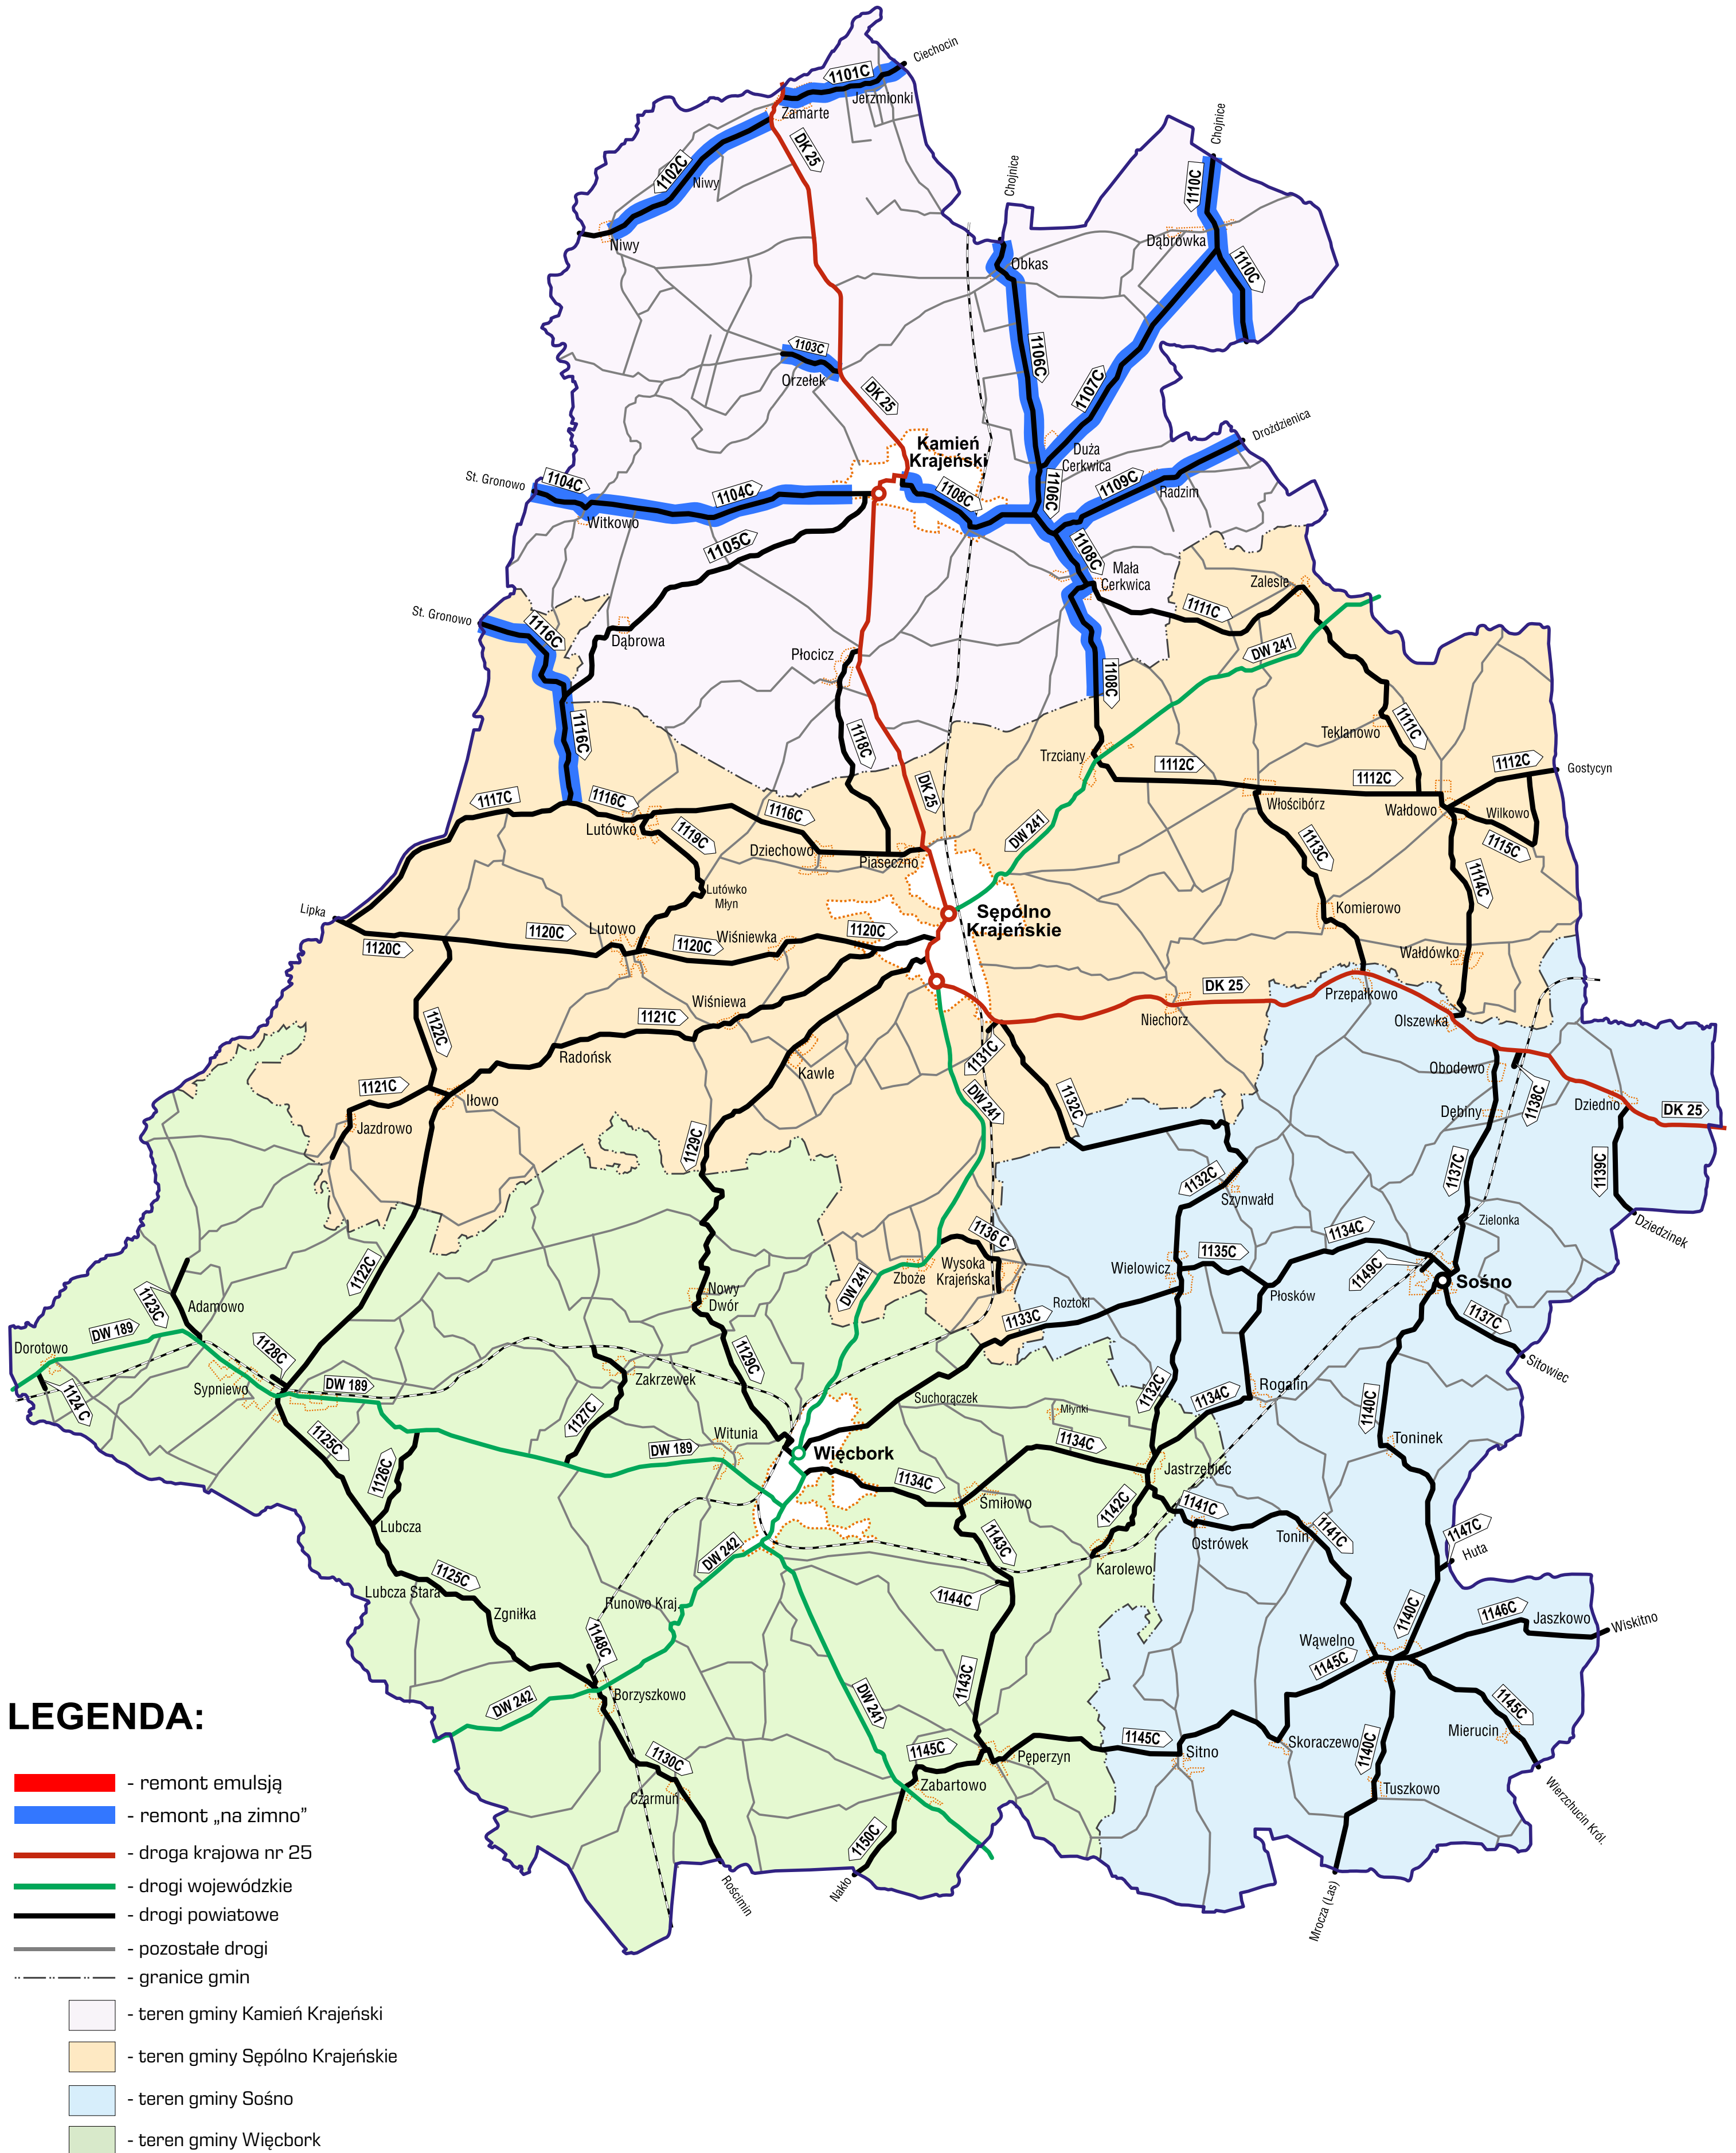 Ciechocin
1101C
Jerzmionki
Zamarte
DK 25
1102C
Niwy
Niwy
Chojnice
Chojnice
1110C
Dąbrówka
1110C
Obkas
1103C
Orzełek
1106C
1107C
DK 25
Kamień
Krajeński
Duża
Cerkwica
Drożdzienica
St. Gronowo
1104C
1104C
Witkowo
1108C
1106C
1109C
Radzim
1105C
1108C
Mała
Cerkwica
Zalesie
St. Gronowo
1116C
Dąbrowa
1111C
DW 241
Płocicz
1108C
1116C
1118C
Teklanowo
1111C
Trzciany
1112C
1112C
1112C
Gostycyn
DK 25
1117C
1116C
1116C
Lutówko
1119C
Dziechowo
Piaseczno
DW 241
Włościbórz
Wałdowo
Wilkowo
1115C
1113C
1114C
Lutówko
Młyn
Lipka
Sępólno
Krajeńskie
Komierowo
1120C
1120C
Lutowo
1120C
Wiśniewka
1120C
Wałdówko
1122C
1121C
Wiśniewa
DK 25
Przepałkowo
Niechorz
Olszewka
Radońsk
Kawle
1131C
1121C
Iłowo
Jazdrowo
DW 241
1132C
Obodowo
1138C
Dębiny
Dziedno
DK 25
1129C
1132C
Szynwałd
1137C
1139C
Zielonka
Dziedzinek
1122C
1136 C
Wysoka
Krajeńska
Zboże
DW 241
Wielowicz
1135C
1134C
1149C
Sośno
Płosków
1123C
Adamowo
Nowy
Dwór
Roztoki
1133C
1137C
Sitowiec
DW 189
Dorotowo
1128C
1129C
1124 C
Sypniewo
DW 189
Zakrzewek
Suchorączek
Młynki
1132C
1134C
Rogalin
1140C
1127C
1125C
1126C
Witunia
DW 189
Więcbork
1134C
1134C
Toninek
Jastrzębiec
Śmiłowo
1142C
1141C
Ostrówek
Tonin
1141C
1147C
Huta
Lubcza
DW 242
1143C
Karolewo
1125C
Lubcza Stara
Zgniłka
Runowo Kraj.
1144C
1140C
1146C
Jaszkowo
Wiskitno
1148C
Wąwelno
1145C
DW 242
Borzyszkowo
DW 241
1143C
1145C
Mierucin
1145C
1145C
Sitno
Skoraczewo
1140C
Pęperzyn
Zabartowo
Tuszkowo
1130C
Czarmuń
Wierzchucin Król.
1150C
Rościmin
Nakło
Mrocza (Las)
LEGENDA:
- remont emulsją
- remont „na zimno”
- droga krajowa nr 25
- drogi wojewódzkie
- drogi powiatowe
- pozostałe drogi
- granice gmin
- teren gminy Kamień Krajeński
- teren gminy Sępólno Krajeńskie
- teren gminy Sośno
- teren gminy Więcbork